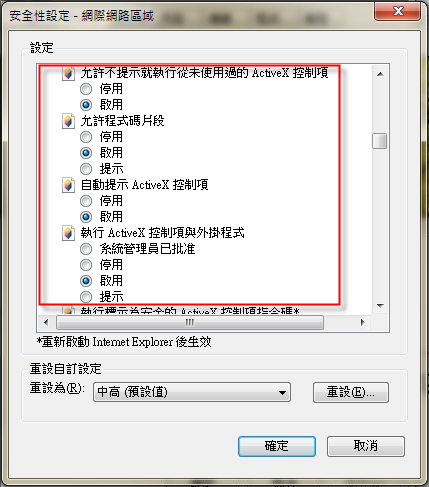 安全性設定 - 網際網路區域
設定
允許不提示就執行從未使用過的 ActiveX 控制項
停用
啟用
允許程式碼片段
停用
啟用
提示
自動提示 ActiveX 控制項
停用
啟用
執行 ActiveX 控制項與外掛程式
系統管理員已批准
停用
啟用
提示
執行標示為安全的 ActiveX 控制項指令碼*
*重新啟動 Internet Explorer 後生效
重設自訂設定
重設為(R):
中高 (預設值)
重設(E)...
確定
取消